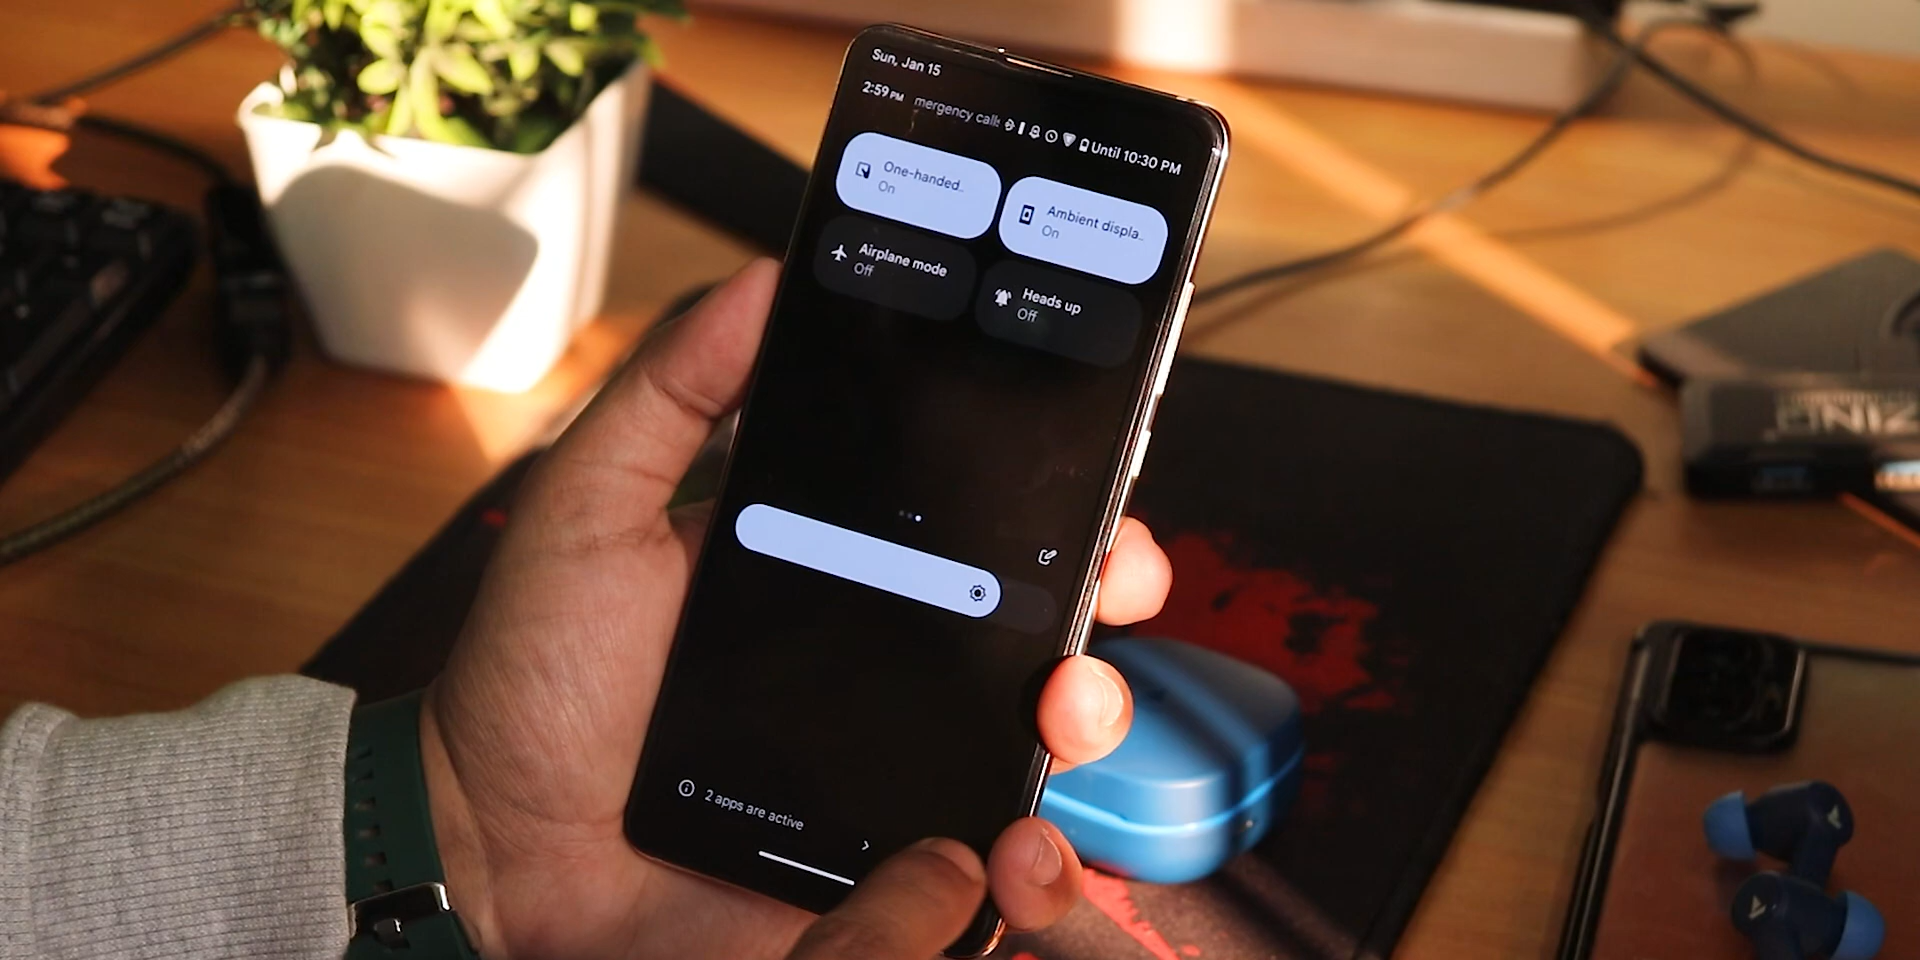 Sun, Jan 15
2:59 PM mergency calls Until 10:30 PM
One-handed..
On
Ambient displa..
On
Airplane mode
Off
Heads up
Off
2 apps are active
ZINQ